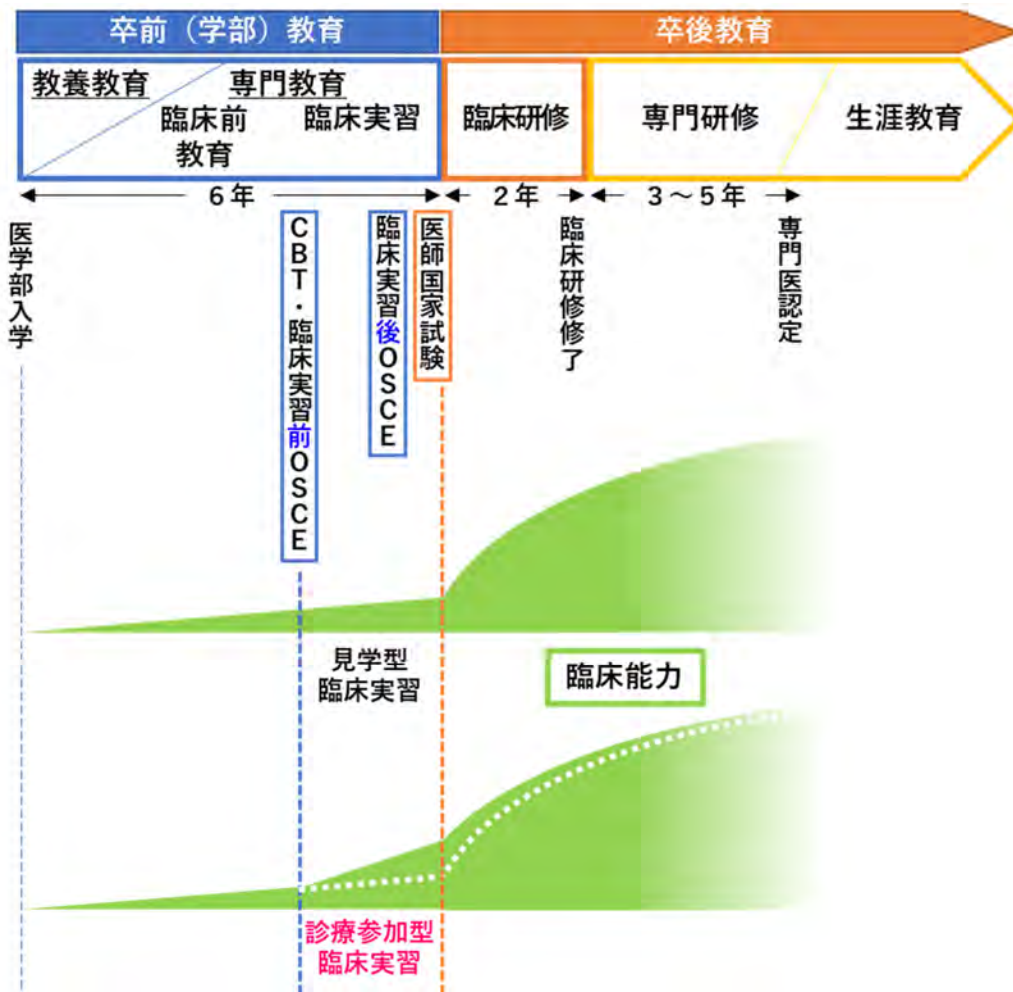 卒前（学部）教育
卒後教育
教養教育
専門教育
臨床前
教育
臨床実習
臨床研修
専門研修
生涯教育
6年
2年
3～5年
医学部入学
CBT・臨床実習前OSCE
臨床実習後OSCE
医師国家試験
臨床研修修了
専門医認定
見学型
臨床実習
臨床能力
診療参加型
臨床実習